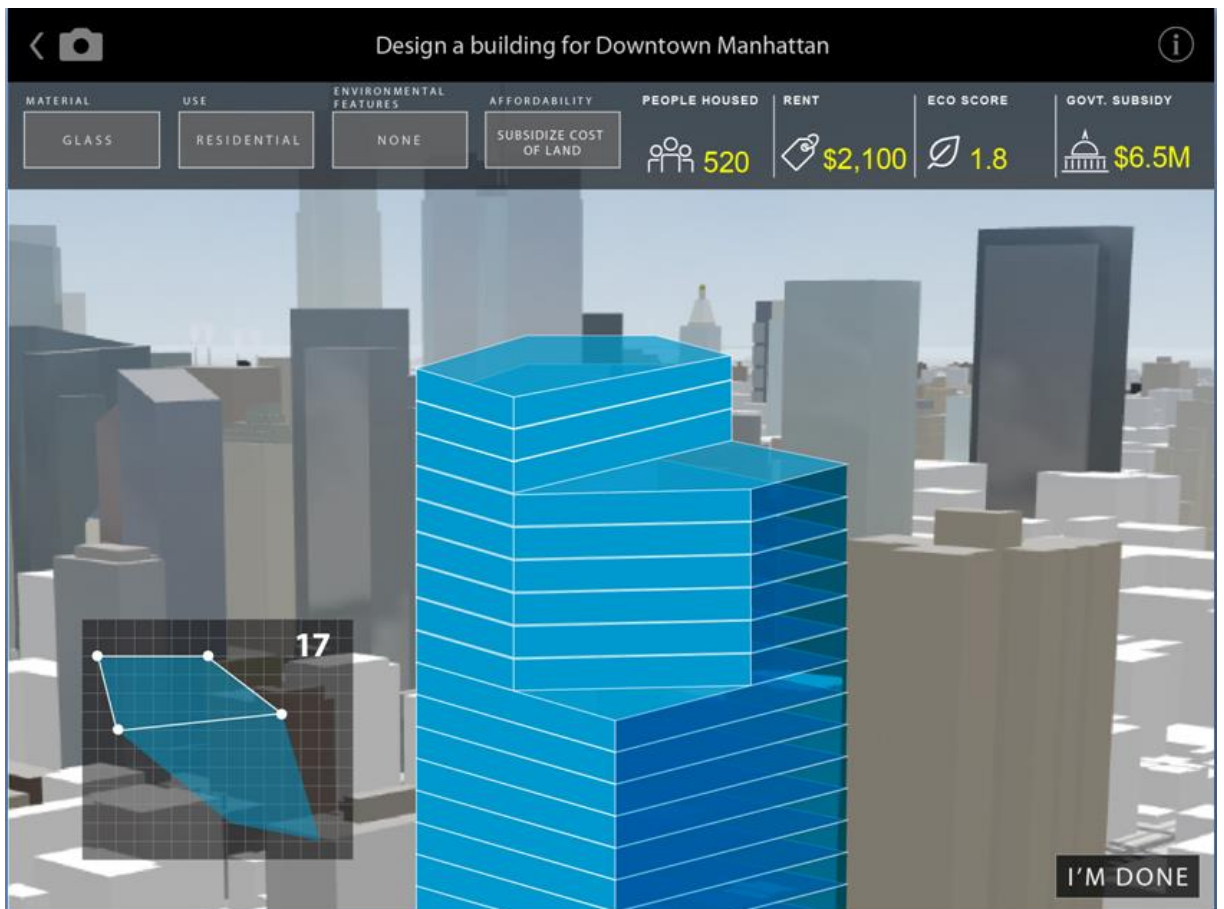 Design a building for Downtown Manhattan
i
MATERIAL
GLASS
USE
RESIDENTIAL
ENVIRONMENTAL
FEATURES
NONE
AFFORDABILITY
SUBSIDIZE COST
OF LAND
PEOPLE HOUSED
520
RENT
$2,100
ECO SCORE
1.8
GOVT. SUBSIDY
$6.5M
17
I'M DONE